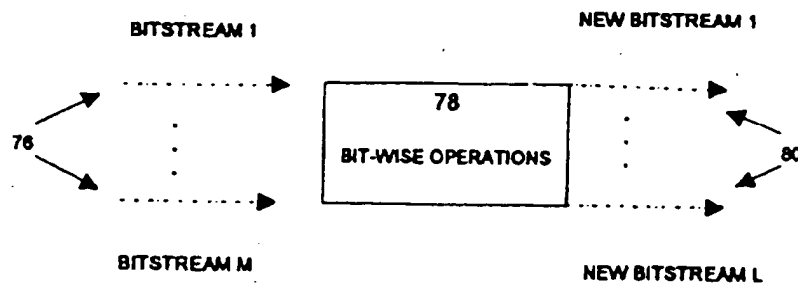 BITSTREAM 1
NEW BITSTREAM 1
78
76
BIT-WISE OPERATIONS
80
BITSTREAM M
NEW BITSTREAM L